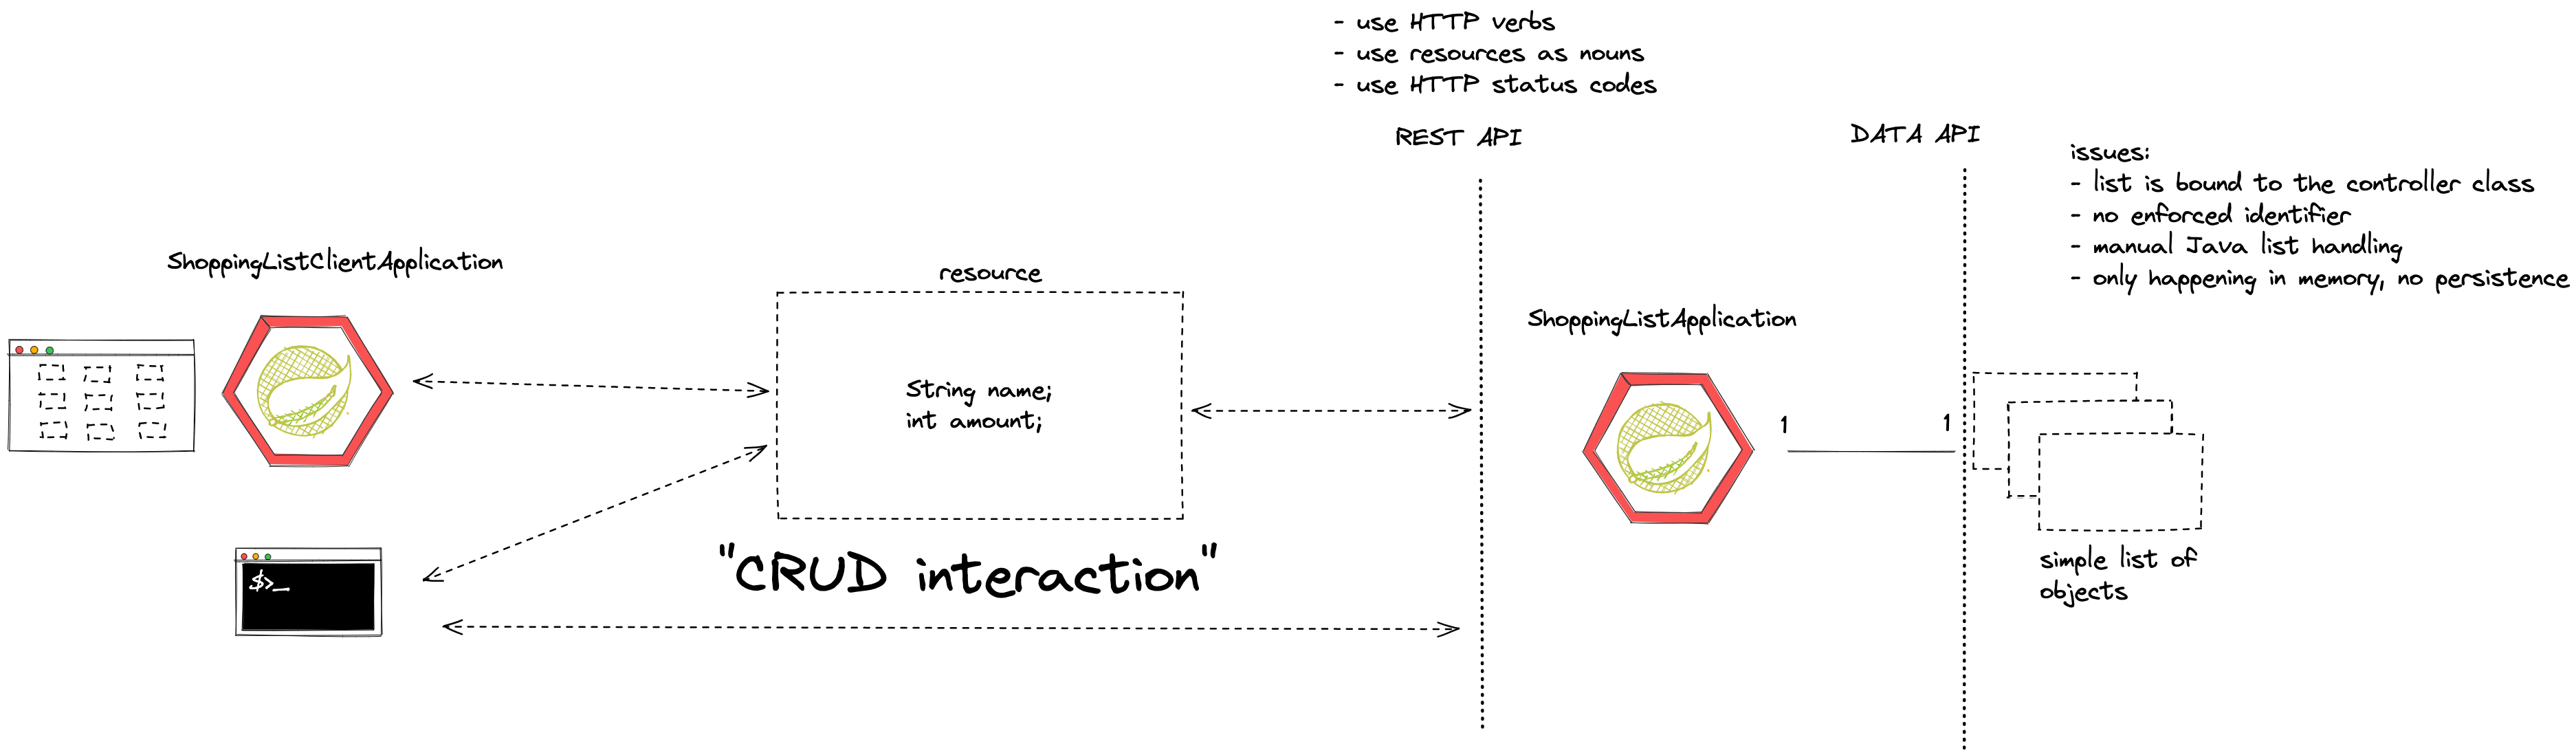 - use HTTP verbs
- use resources as nouns
- use HTTP status codes
REST API
DATA API
issues:
- list is bound to the controller class
- no enforced identifier
- manual Java list handling
- only happening in memory, no persistence
ShoppingListClientApplication
resource
String name;
int amount;
ShoppingListApplication
1
1
$>_
"CRUD interaction"
simple list of
objects